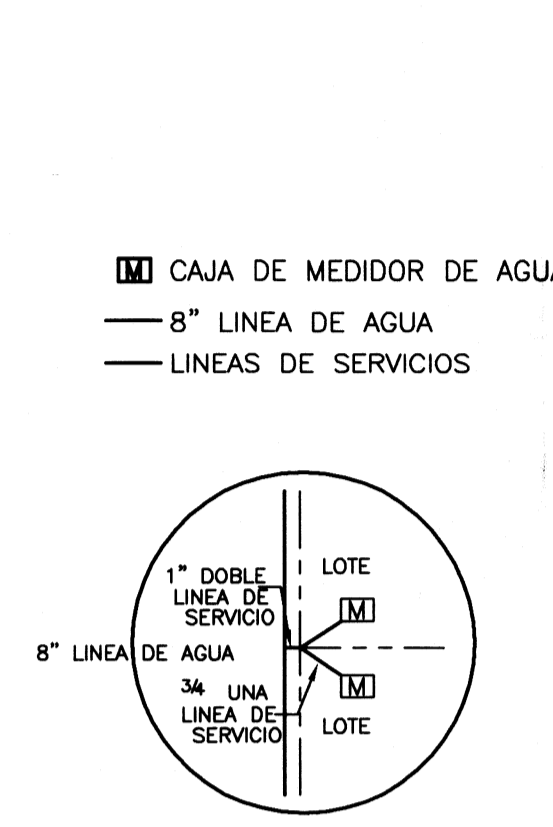 M CAJA DE MEDIDOR DE AGUA
8” LINEA DE AGUA
LINEAS DE SERVICIOS
1” DOBLE
LINEA DE
SERVICIO
LOTE
M
8” LINEA DE AGUA
3/4 UNA
LINEA DE
SERVICIO
M
LOTE